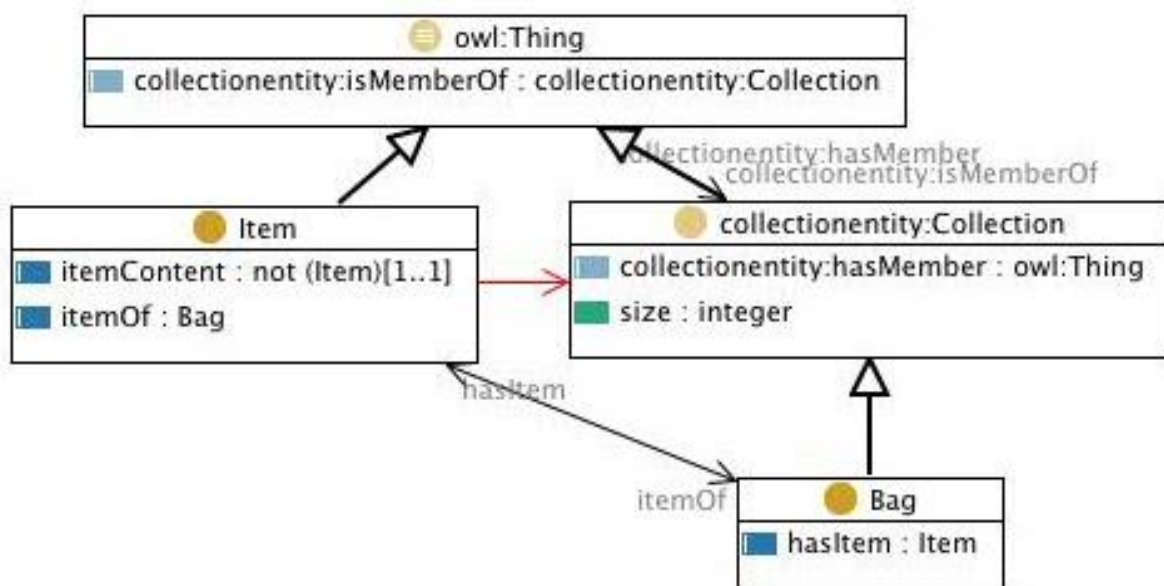 owl:Thing
collectionentity:isMemberOf : collectionentity:Collection
collectionentity:hasMember
collectionentity:isMemberOf
Item
itemContent : not (Item)[1..1]
itemOf : Bag
collectionentity:Collection
collectionentity:hasMember : owl:Thing
size : integer
hasItem
itemOf
Bag
hasItem : Item